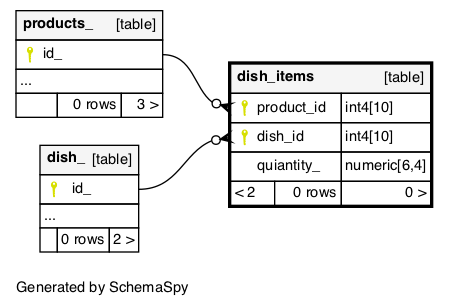 products_ [table]
id_
...
0 rows 3 >
dish_items [table]
product_id int4[10]
dish_id int4[10]
quiantity_ numeric[6,4]
< 2 0 rows 0 >
dish_ [table]
id_
...
0 rows 2 >
Generated by SchemaSpy